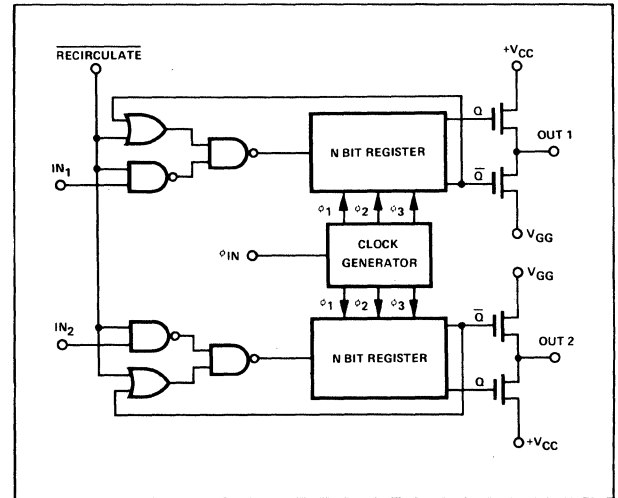 RECIRCULATE
+VCC
Q
OUT 1
N BIT REGISTER
Q̅
IN1
ϕ1 ϕ2 ϕ3
VGG
ϕIN
CLOCK
GENERATOR
VGG
ϕ1 ϕ2 ϕ3
IN2
Q̅
OUT 2
N BIT REGISTER
Q
+VCC